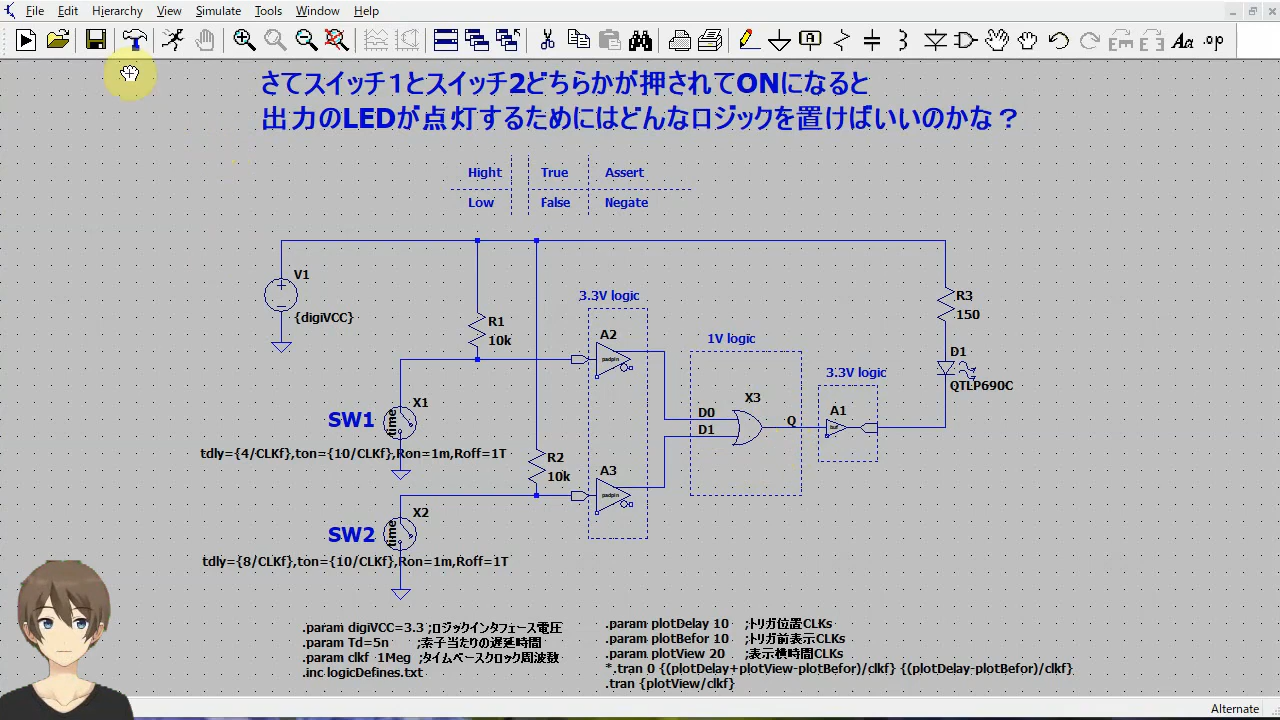 File Edit Hierarchy View Simulate Tools Window Help
Aa .op
さてスイッチ1とスイッチ2どちらかが押されてONになると
出力のLEDが点灯するためにはどんなロジックを置けばいいのかな？
Hight True Assert
Low False Negate
V1
{digiVCC}
R1
10k
3.3V logic
A2
padpin
1V logic
X3
D0
D1
Q
3.3V logic
A1
buf
R3
150
D1
QTLP690C
SW1
X1
time
tdly={4/CLKf},ton={10/CLKf},Ron=1m,Roff=1T
R2
10k
A3
padpin
SW2
X2
time
tdly={8/CLKf},ton={10/CLKf},Ron=1m,Roff=1T
.param digiVCC=3.3 ;ロジックインタフェース電圧
.param Td=5n ;素子当たりの遅延時間
.param clkf 1Meg ;タイムベースクロック周波数
.inc logicDefines.txt
.param plotDelay 10 ;トリガ位置CLKs
.param plotBefor 10 ;トリガ前表示CLKs
.param plotView 20 ;表示横時間CLKs
*.tran 0 {(plotDelay+plotView-plotBefor)/clkf} {(plotDelay-plotBefor)/clkf}
.tran {plotView/clkf}
Alternate